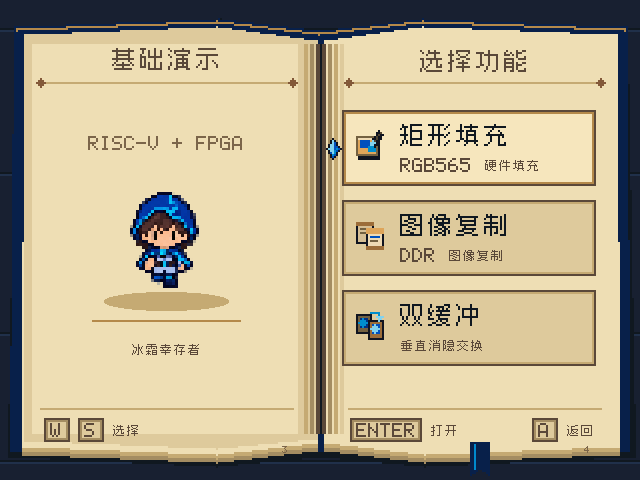 基础演示
RISC-V + FPGA
冰霜幸存者
W S 选择
3
选择功能
矩形填充
RGB565 硬件填充
图像复制
DDR 图像复制
双缓冲
垂直消隐交换
ENTER 打开 A 返回
4